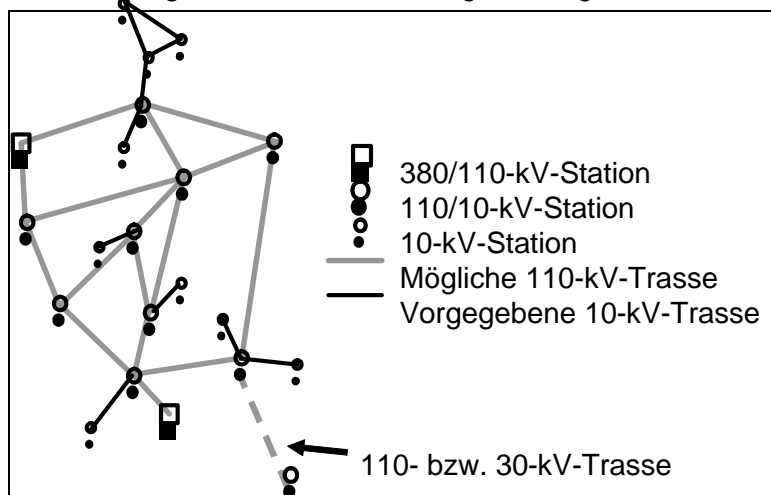 380/110-kV-Station
110/10-kV-Station
10-kV-Station
Mögliche 110-kV-Trasse
Vorgegebene 10-kV-Trasse
110- bzw. 30-kV-Trasse